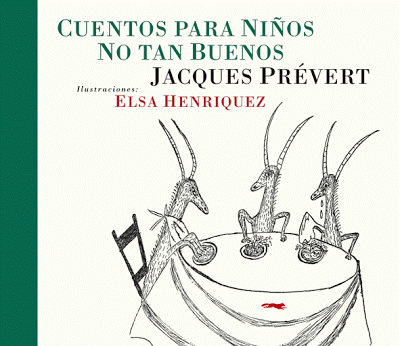 Cuentos para Niños
No tan Buenos
Jacques Prévert
Ilustraciones:
Elsa Henriquez